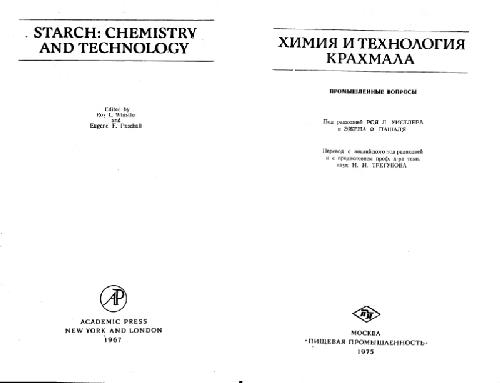 STARCH: CHEMISTRY
AND TECHNOLOGY
Edited by
Roy L. Whistler
and
Eugene F. Paschall
AP
ACADEMIC PRESS
NEW YORK AND LONDON
1967
ХИМИЯ И ТЕХНОЛОГИЯ
КРАХМАЛА
ПРОМЫШЛЕННЫЕ ВОПРОСЫ
Под редакцией РОЯ Л. УИСТЛЕРА
и ЭЖЕНА Ф. ПАШАЛЯ
Перевод с английского под редакцией
и с предисловием проф. д-ра техн.
наук Н. Н. ТРЕГУБОВА
МОСКВА
"ПИЩЕВАЯ ПРОМЫШЛЕННОСТЬ"
1975